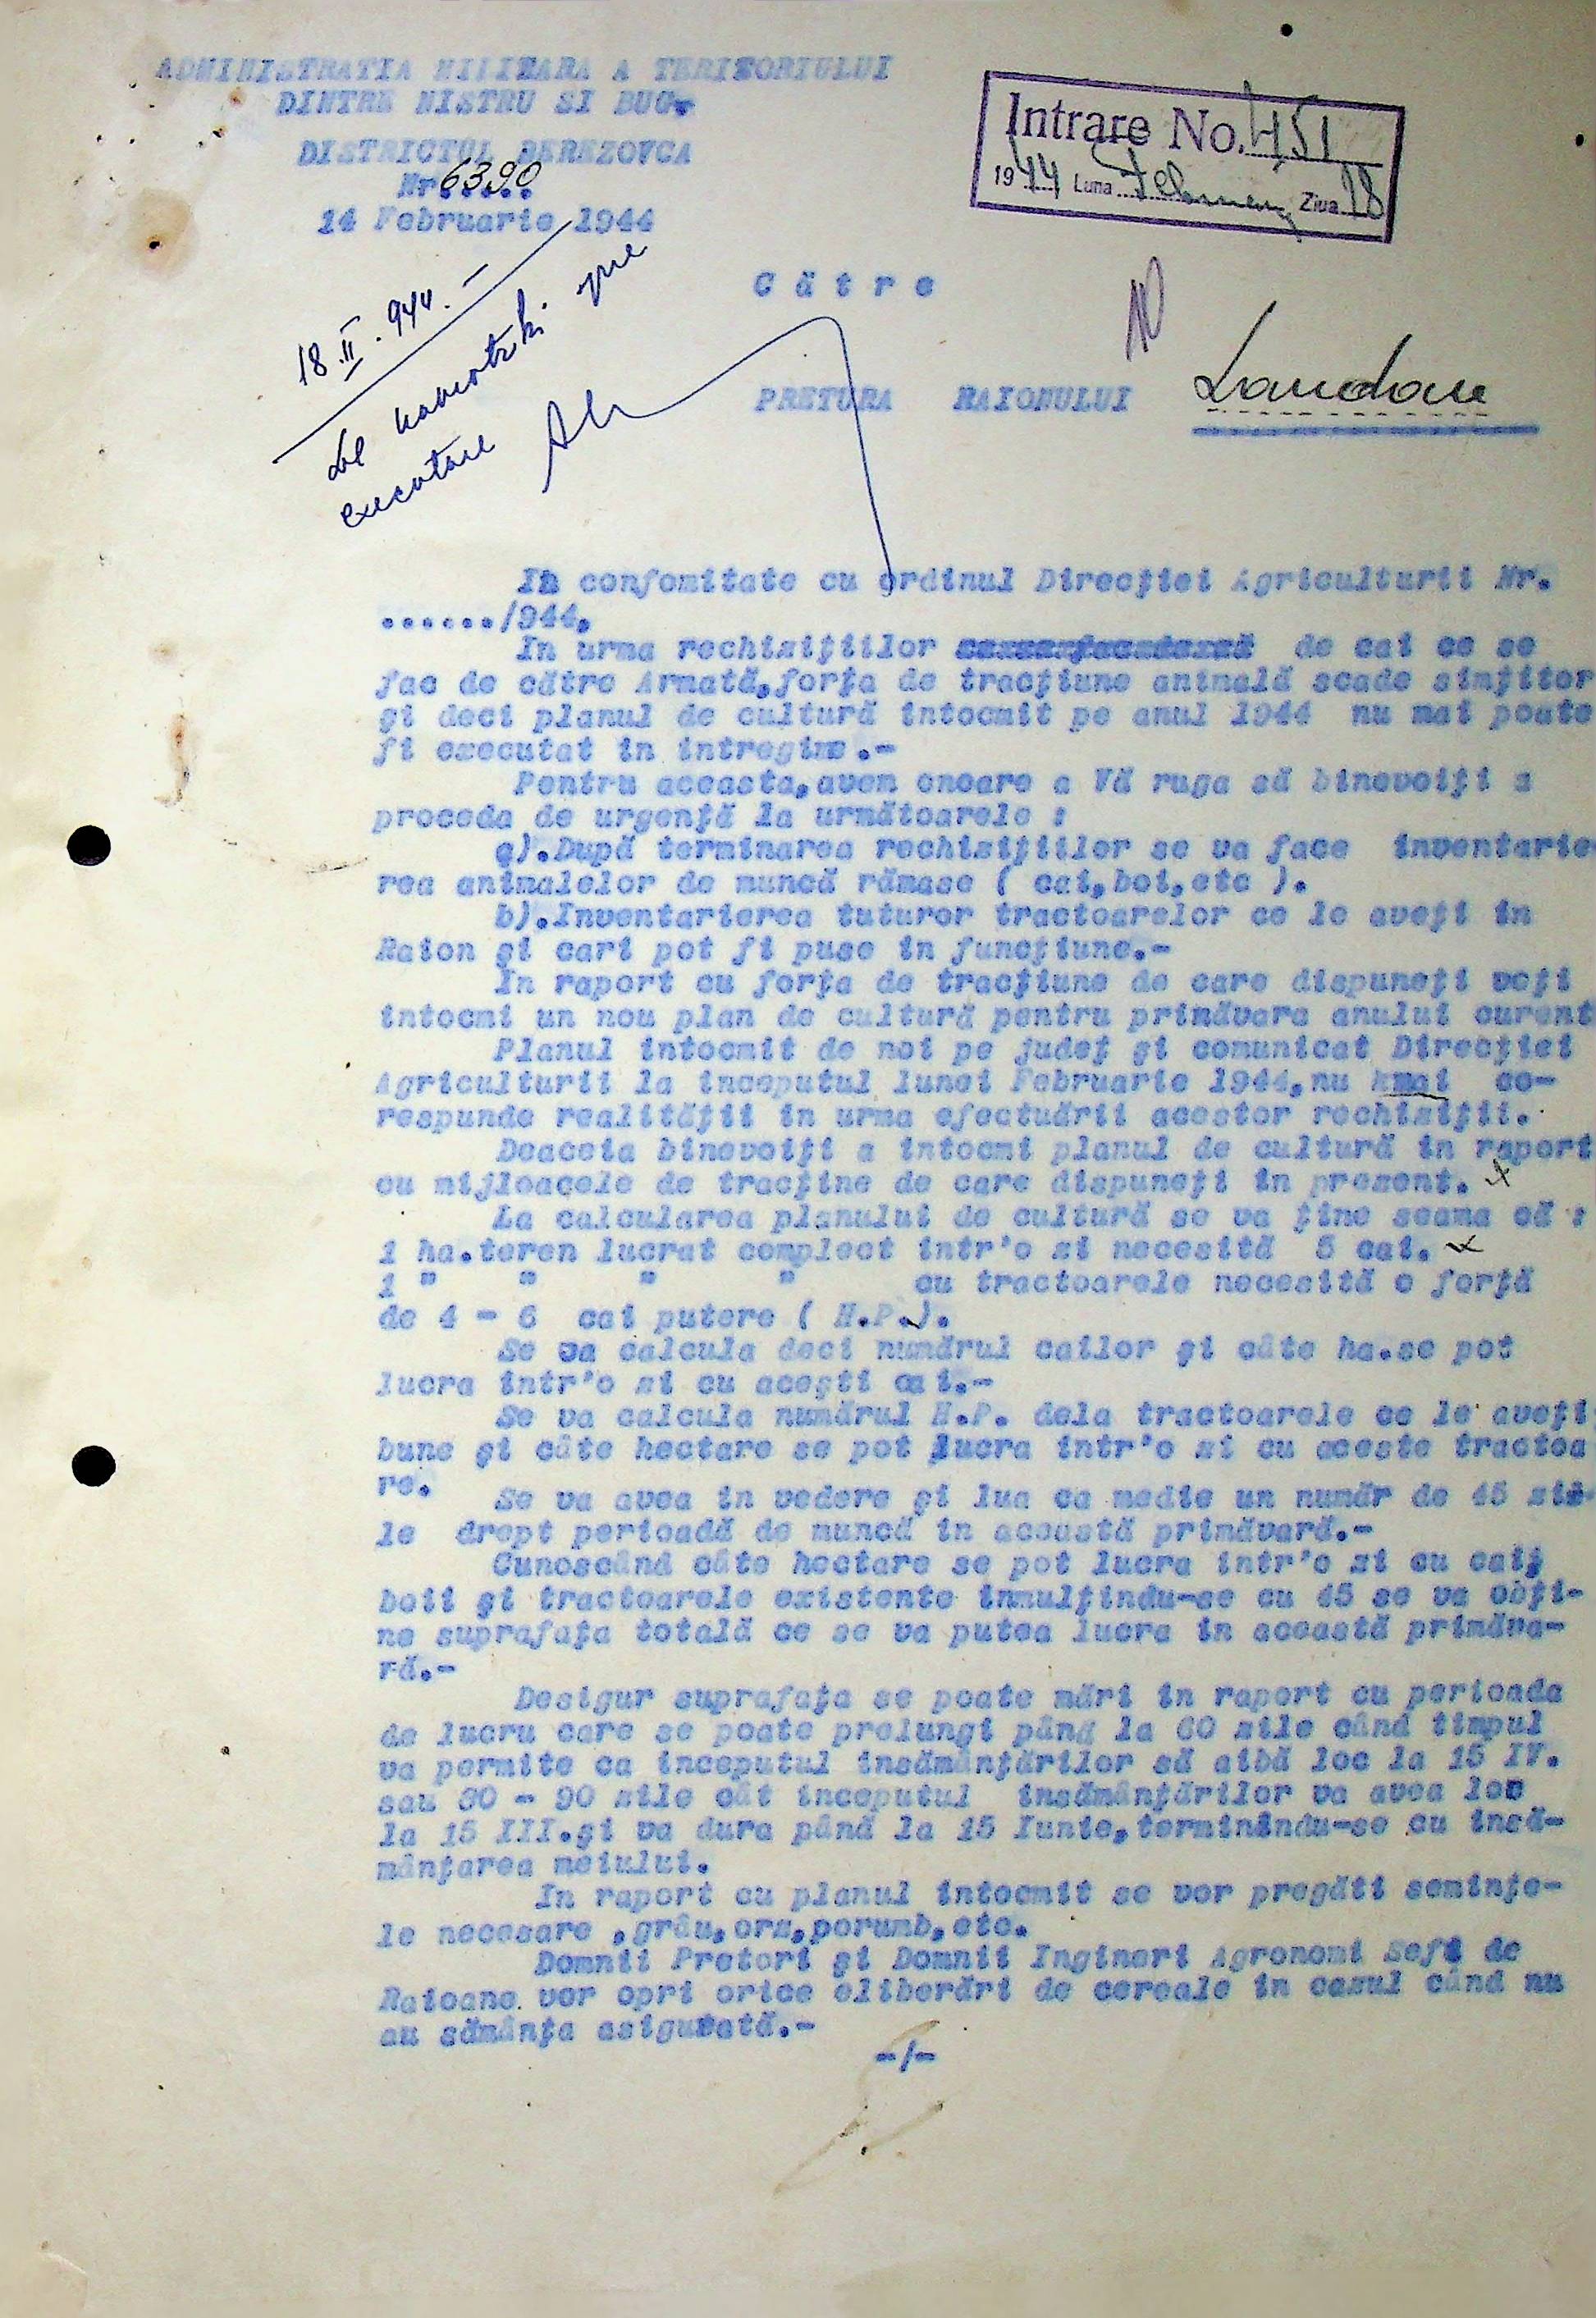 ADMINISTRATIA MILITARA A TERITORIULUI
DINTRE NISTRU SI BUG.
DISTRICTUL BEREZOVCA
Nr. 6390
14 Februarie 1944
Intrare No. 451
1944 Luna Februarie Ziua 18
18.II.944.-
spre
executare
C ă t r e
PRETURA RAIONULUI Landau
In confomitate cu ordinul Direcţiei Agriculturii Nr.
....../944.
In urma rechiziţiilor de cai ce se
fac de către Armată,forţa de tracţiune animală scade simţitor
şi deci planul de cultură intocmit pe anul 1944 nu mai poate
fi executat in intregime.-
Pentru aceasta,avem onoare a Vă ruga să binevoiţi a
proceda de urgenţă la următoarele :
a).După terminarea rechiziţiilor se va face inventarie-
rea animalelor de muncă rămase ( cai,boi,etc ).
b).Inventarierea tuturor tractoarelor ce le aveţi in
Raion şi cari pot fi puse in funcţiune.-
In raport cu forţa de tracţiune de care dispuneţi veţi
intocmi un nou plan de cultură pentru primăvara anului curent
Planul intocmit de noi pe judeţ şi comunicat Direcţiei
Agriculturii la inceputul lunei Februarie 1944,nu mai co-
respunde realităţii in urma efectuării acestor rechiziţii.
Deaceia binevoiţi a intocmi planul de cultură in raport
cu mijloacele de tracţine de care dispuneţi in prezent. x
La calcularea planului de cultură se va ţine seama că :
1 ha.teren lucrat complect intr'o zi necesită 5 cai. x
1 " " " " cu tractoarele necesită o forţă
de 4 - 6 cai putere ( H.P.).
Se va calcula deci numărul cailor şi câte ha.se pot
lucra intr'o zi cu aceşti cai.-
Se va calcula numărul H.P. dela tractoarele ce le aveţi
bune şi câte hectare se pot lucra intr'o zi cu aceste tractoa
re.
Se va avea in vedere şi lua ca medie un număr de 45 zi-
le drept perioadă de muncă in această primăvară.-
Cunoscând câte hectare se pot lucra intr'o zi cu caii
boii şi tractoarele existente inmulţindu-se cu 45 se va obţi-
ne suprafaţa totală ce se va putea lucra in această primăva-
ră.-
Desigur suprafaţa se poate mări in raport cu perioada
de lucru care se poate prelungi până la 60 zile când timpul
va permite ca inceputul insămânţărilor să aibă loc la 15 IV.
sau 80 - 90 zile cât inceputul insămânţărilor va avea loc
la 15 III.şi va dura până la 15 Iunie,terminându-se cu insă-
mânţarea meiului.
In raport cu planul intocmit se vor pregăti seminţe-
le necesare ,grâu,orz,porumb,etc.
Domnii Pretori şi Domnii Ingineri Agronomi Sefi de
Raioane vor opri orice eliberări de cereale in cazul când nu
au sămânţa asigurată.-
-/-